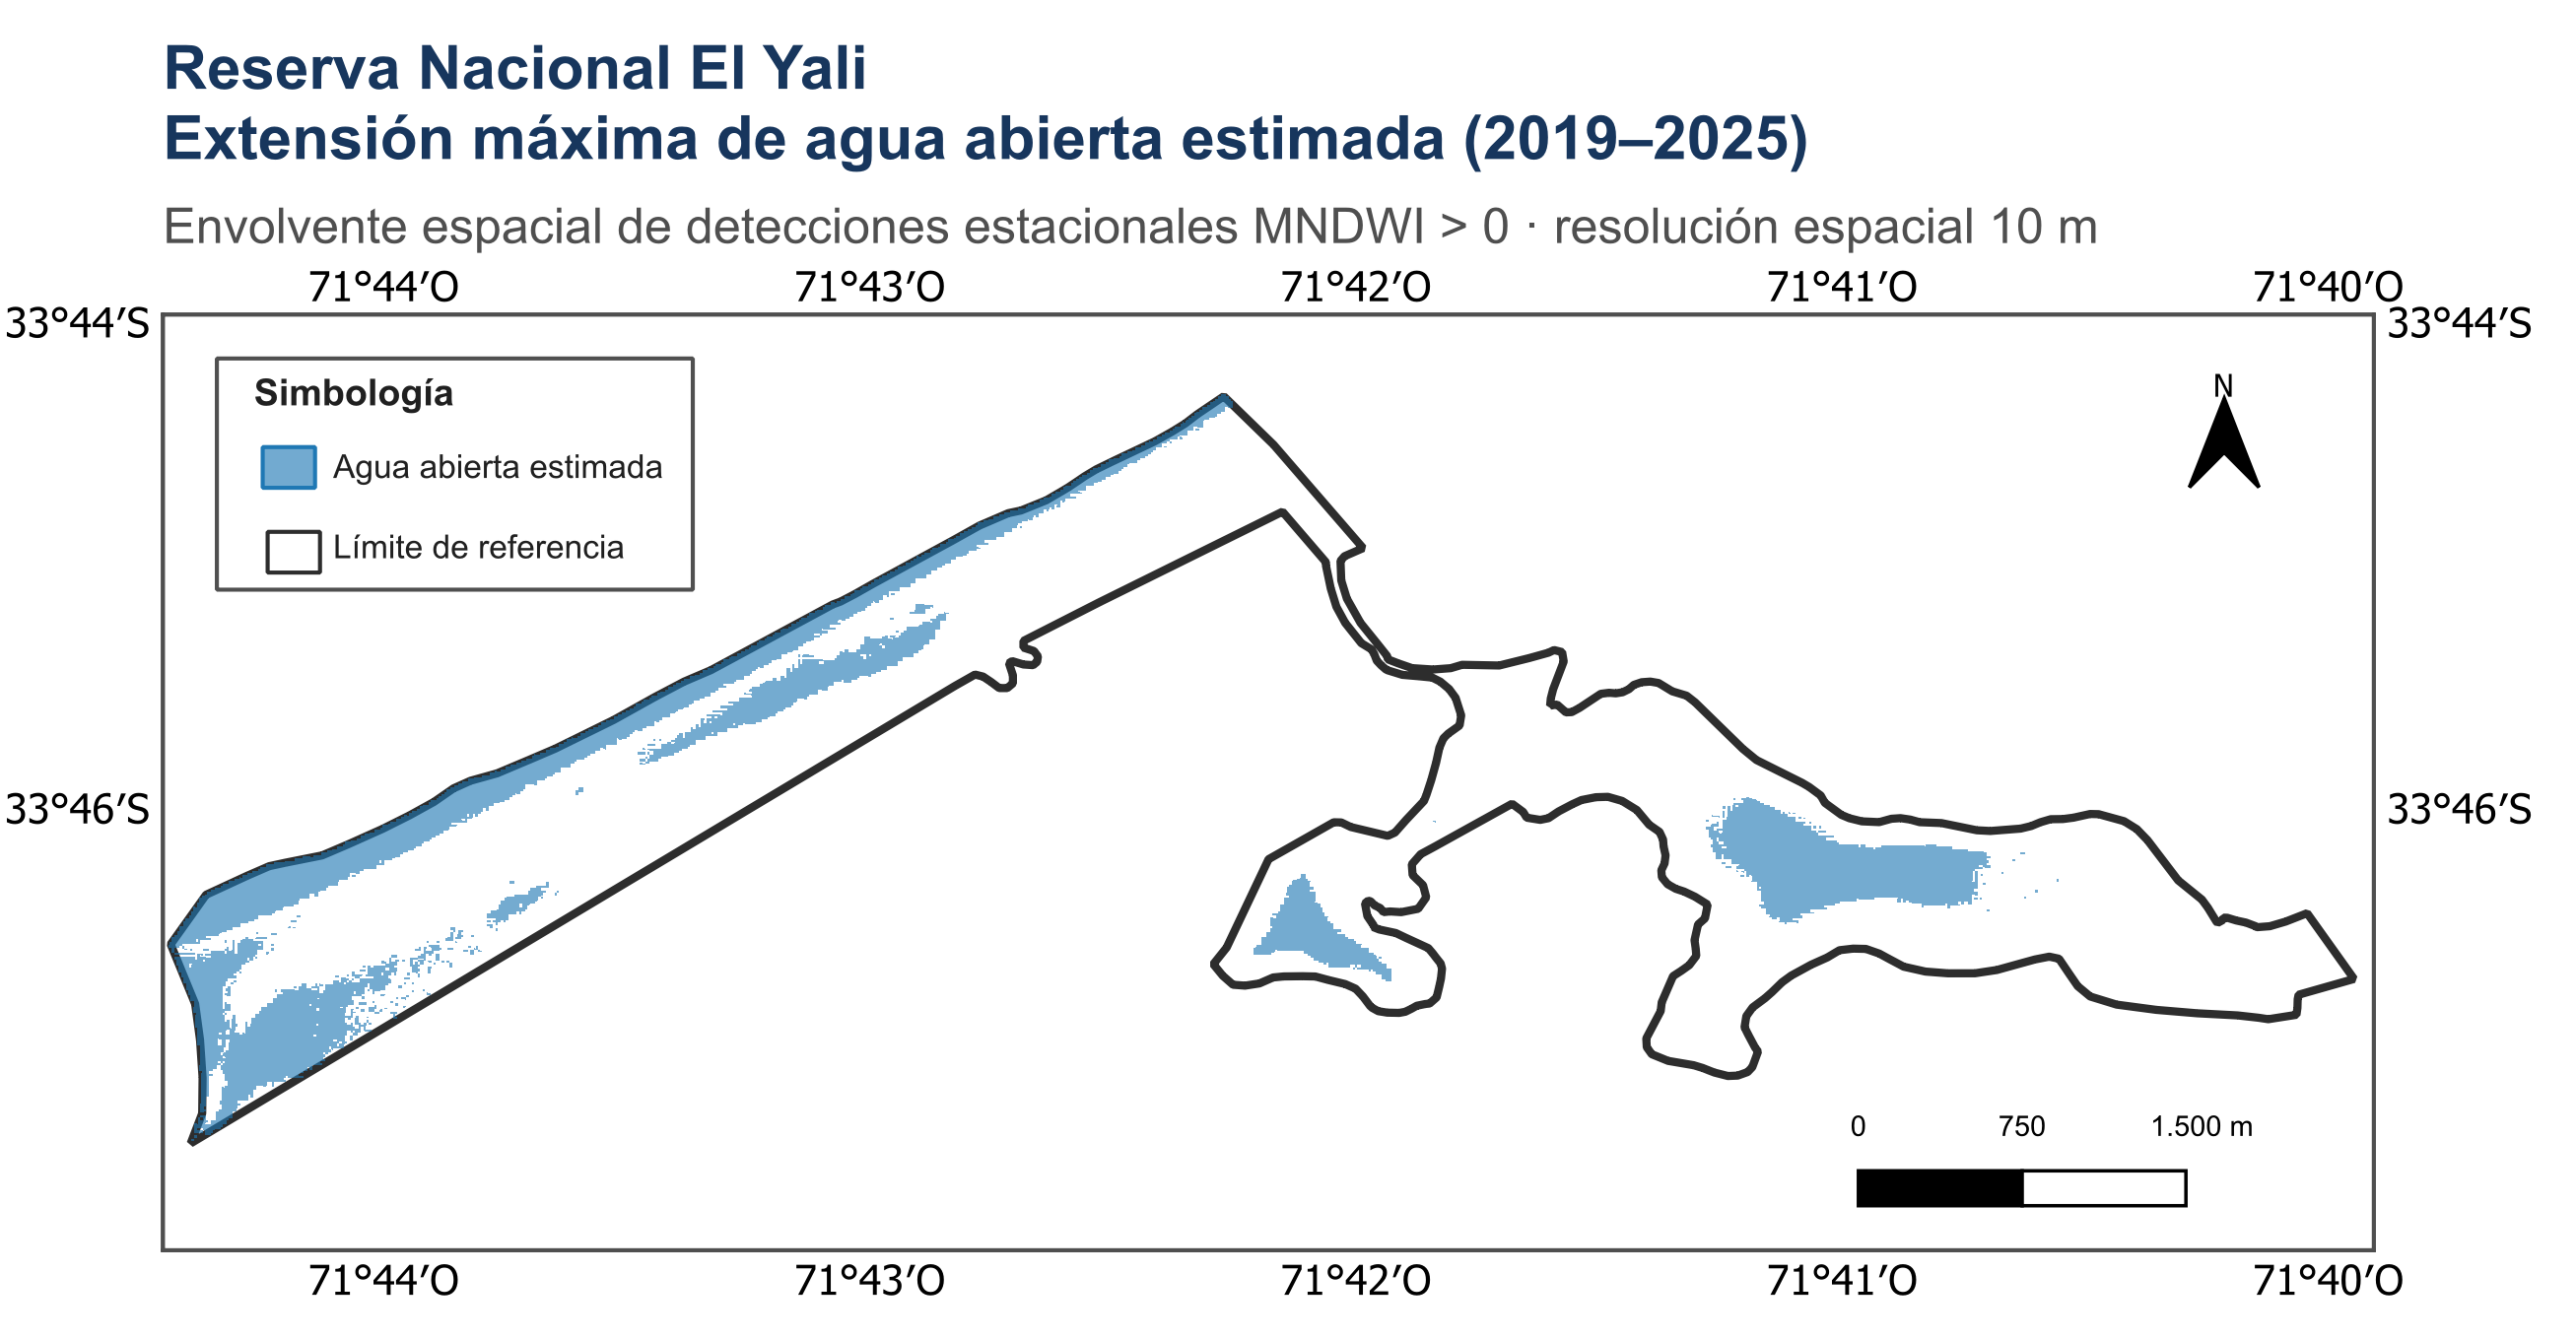 Reserva Nacional El Yali
Extensión máxima de agua abierta estimada (2019–2025)
Envolvente espacial de detecciones estacionales MNDWI > 0 · resolución espacial 10 m
71°44′O 71°43′O 71°42′O 71°41′O 71°40′O
33°44′S 33°44′S
Simbología
Agua abierta estimada
Límite de referencia
N
33°46′S 33°46′S
0 750 1.500 m
71°44′O 71°43′O 71°42′O 71°41′O 71°40′O